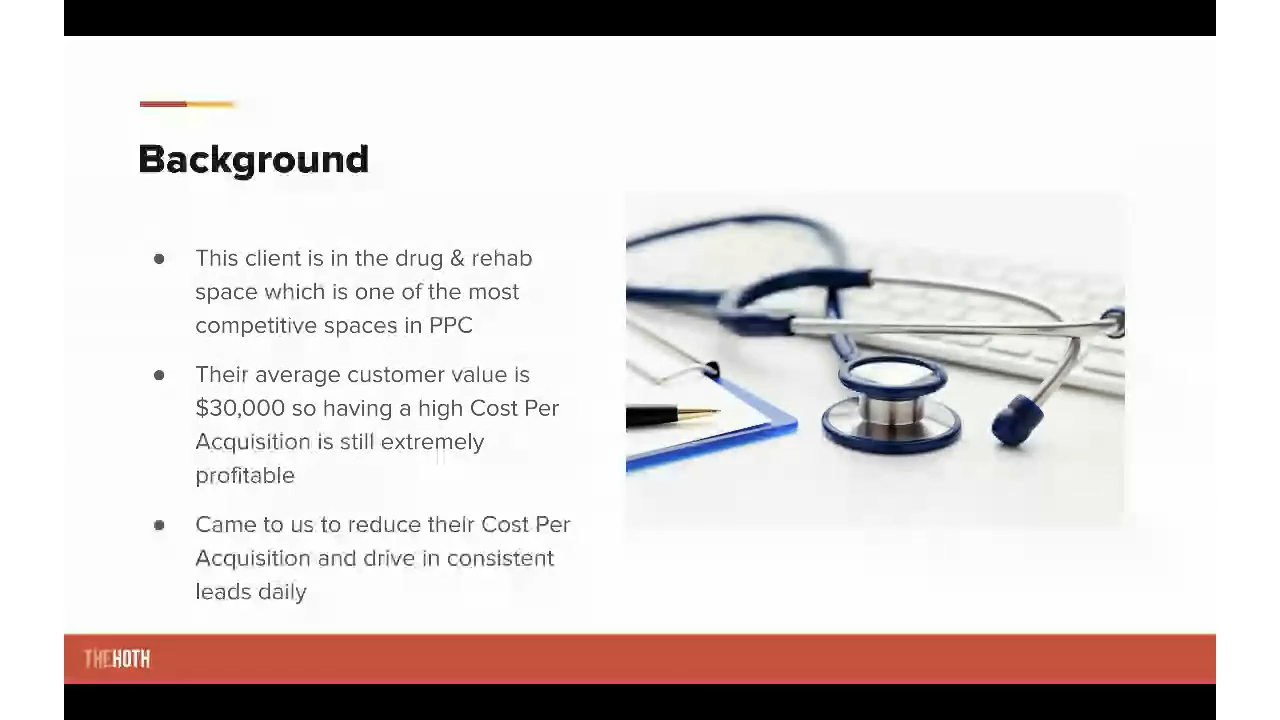 Background
● This client is in the drug & rehab
space which is one of the most
competitive spaces in PPC
● Their average customer value is
$30,000 so having a high Cost Per
Acquisition is still extremely
profitable
● Came to us to reduce their Cost Per
Acquisition and drive in consistent
leads daily
THEHOTH